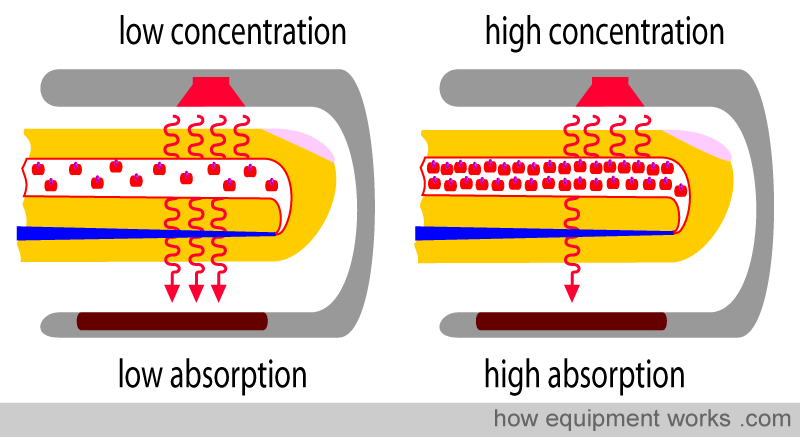 low concentration
high concentration
low absorption
high absorption
how equipment works .com